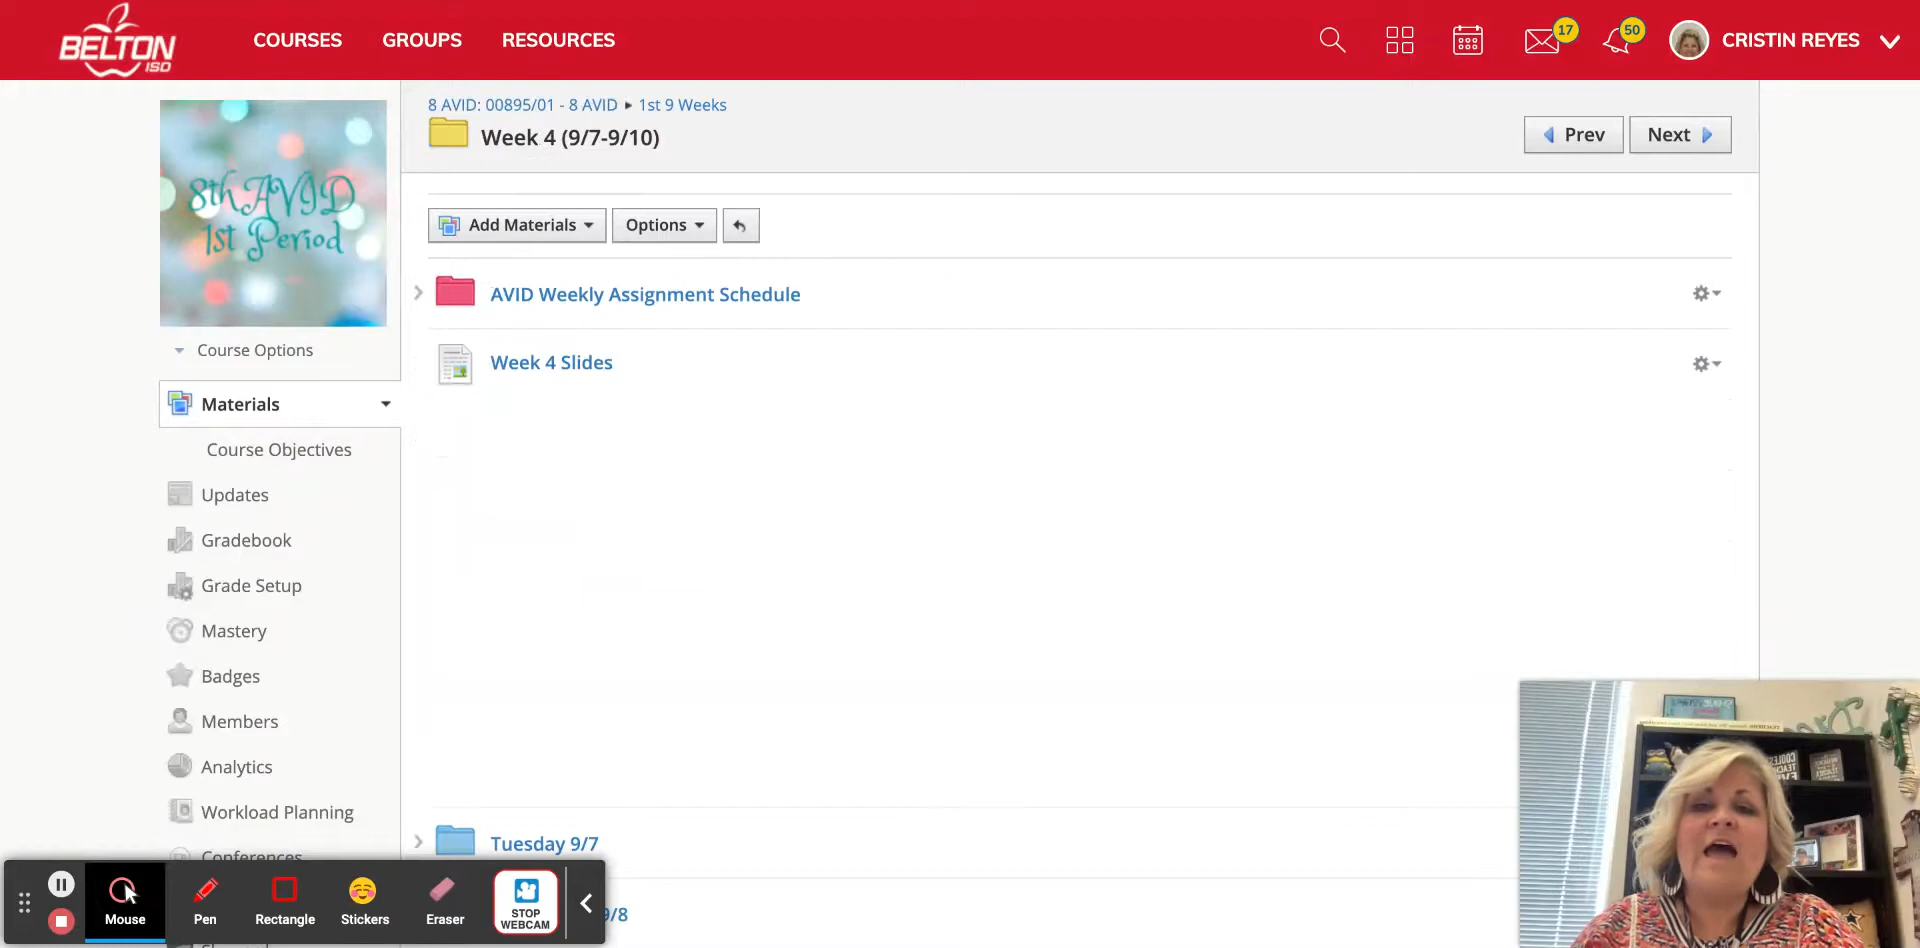 BELTON
ISD
COURSES
GROUPS
RESOURCES
17
50
CRISTIN REYES
8 AVID: 00895/01 - 8 AVID ▸ 1st 9 Weeks
Week 4 (9/7-9/10)
Prev
Next
8th AVID
1st Period
Add Materials
Options
AVID Weekly Assignment Schedule
Week 4 Slides
Course Options
Materials
Course Objectives
Updates
Gradebook
Grade Setup
Mastery
Badges
Members
Analytics
Workload Planning
Conferences
Tuesday 9/7
9/8
Mouse
Pen
Rectangle
Stickers
Eraser
STOP
WEBCAM